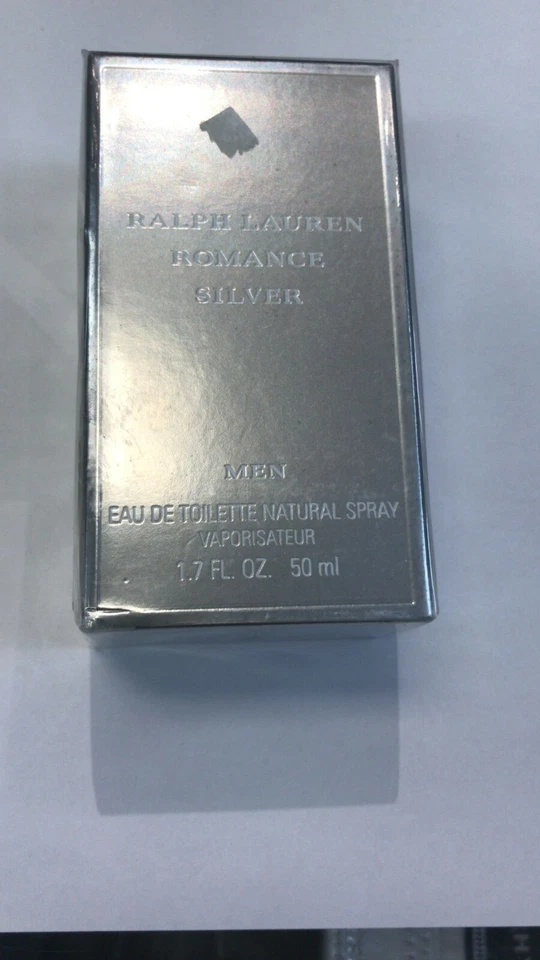 RALPH LAUREN
ROMANCE
SILVER
MEN
EAU DE TOILETTE NATURAL SPRAY
VAPORISATEUR
1.7 FL. OZ. 50 ml